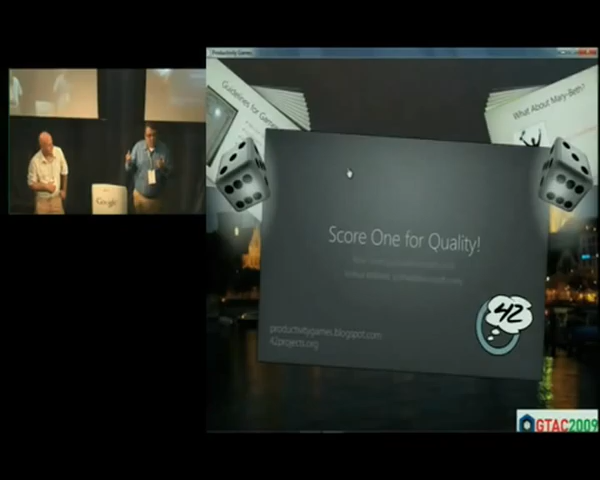 Productivity Games
Guidelines for Game
What About Mary-Beth?
Google
Score One for Quality!
42
productivitygames.blogspot.com
42projects.org
GTAC2009